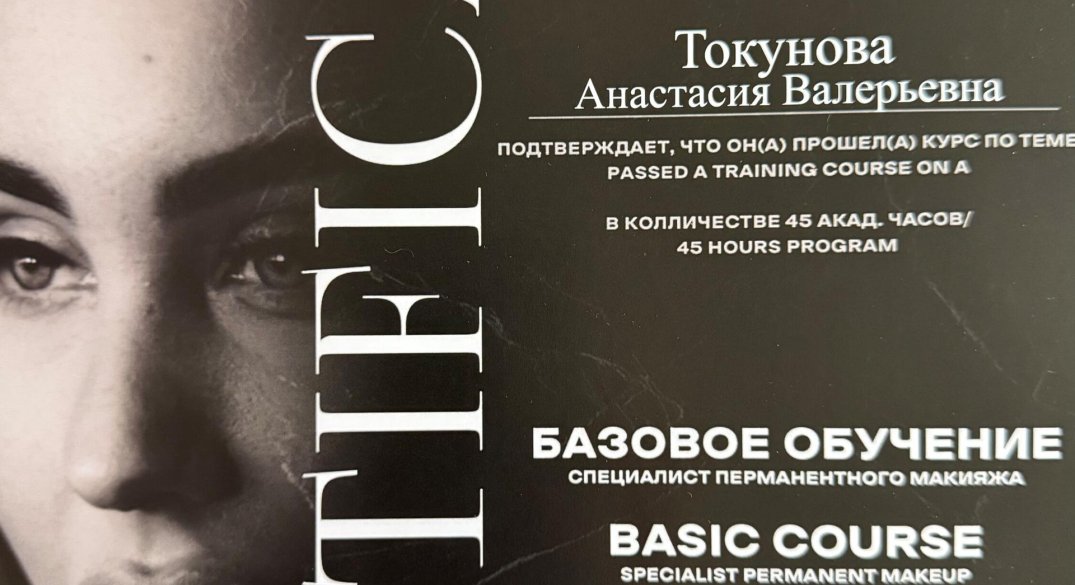 TIFICA
Токунова
Анастасия Валерьевна
ПОДТВЕРЖДАЕТ, ЧТО ОН(А) ПРОШЕЛ(А) КУРС ПО ТЕМЕ
PASSED A TRAINING COURSE ON A
В КОЛЛИЧЕСТВЕ 45 АКАД. ЧАСОВ/
45 HOURS PROGRAM
БАЗОВОЕ ОБУЧЕНИЕ
СПЕЦИАЛИСТ ПЕРМАНЕНТНОГО МАКИЯЖА
BASIC COURSE
SPECIALIST PERMANENT MAKEUP